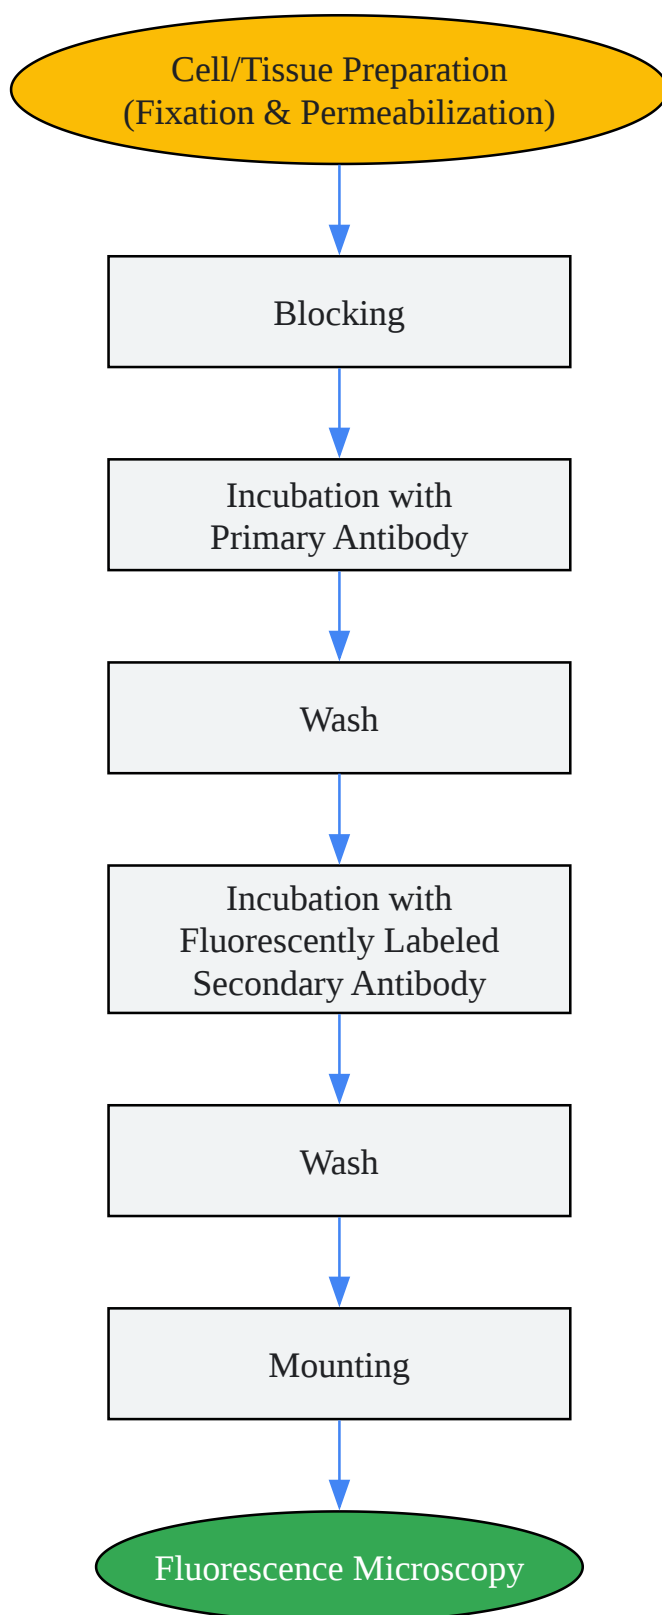 Cell/Tissue Preparation
(Fixation & Permeabilization)
Blocking
Incubation with
Primary Antibody
Wash
Incubation with
Fluorescently Labeled
Secondary Antibody
Wash
Mounting
Fluorescence Microscopy